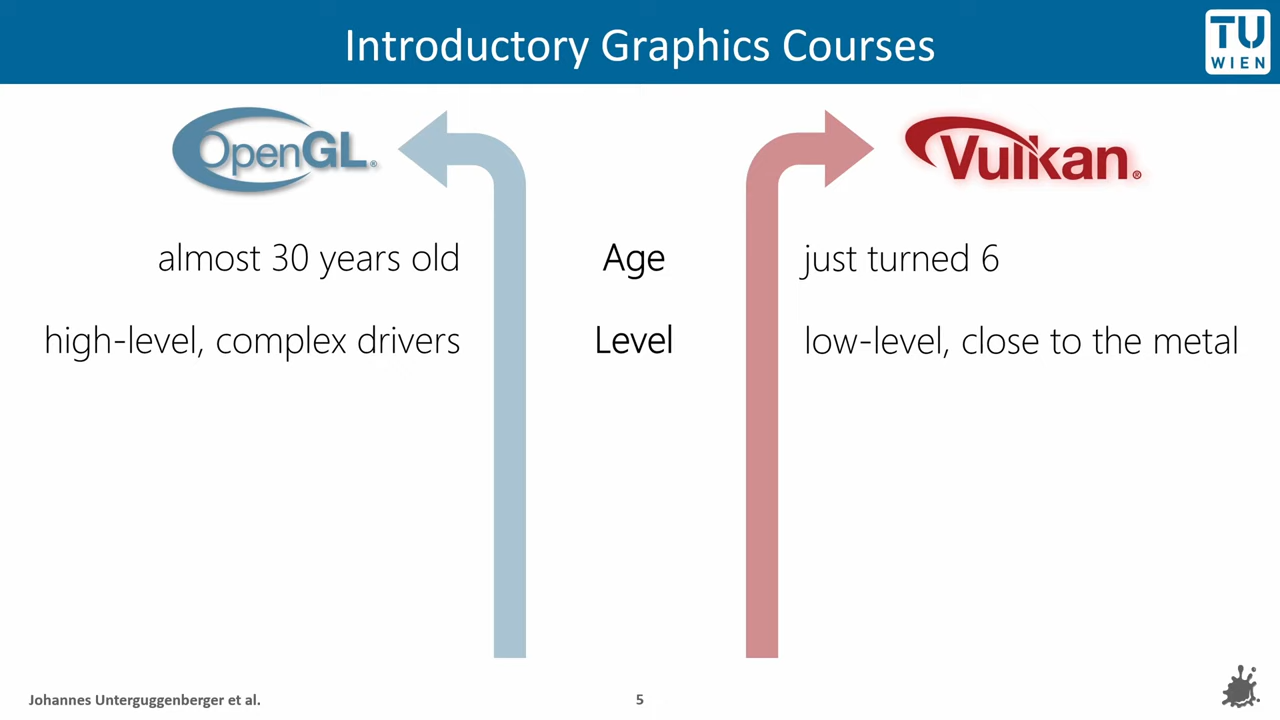 Introductory Graphics Courses
TU
WIEN
OpenGL®
Vulkan®
almost 30 years old
Age
just turned 6
high-level, complex drivers
Level
low-level, close to the metal
Johannes Unterguggenberger et al.
5